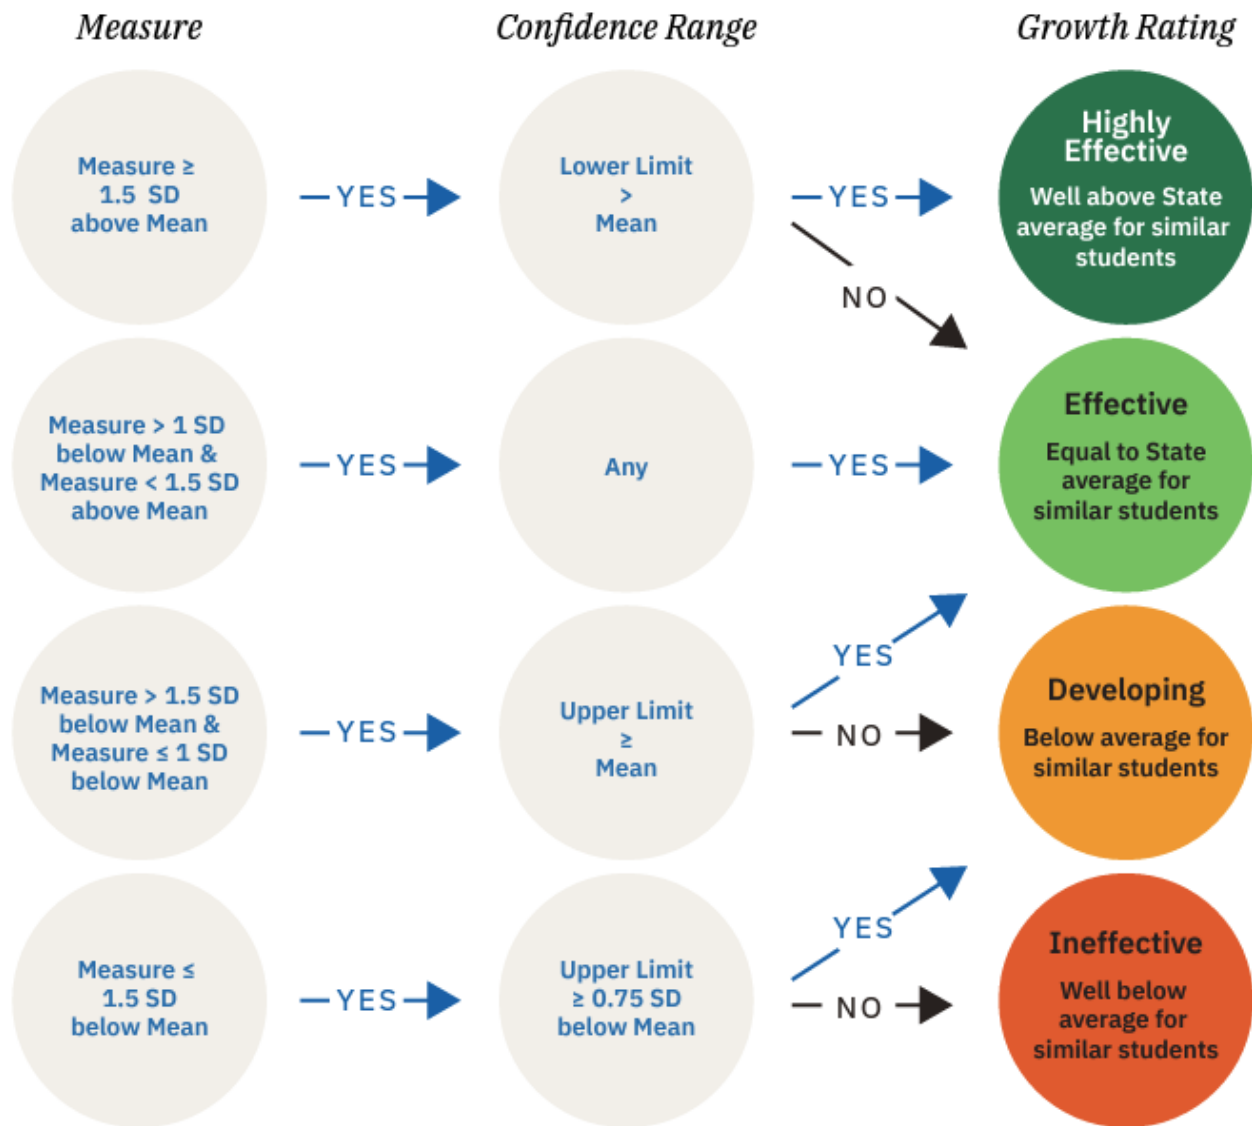 Measure
Confidence Range
Growth Rating
Measure ≥
1.5 SD
above Mean
YES
Lower Limit
>
Mean
YES
NO
Highly
Effective
Well above State
average for similar
students
Measure > 1 SD
below Mean &
Measure < 1.5 SD
above Mean
YES
Any
YES
Effective
Equal to State
average for
similar students
Measure > 1.5 SD
below Mean &
Measure ≤ 1 SD
below Mean
YES
Upper Limit
≥
Mean
YES
NO
Developing
Below average for
similar students
Measure ≤
1.5 SD
below Mean
YES
Upper Limit
≥ 0.75 SD
below Mean
YES
NO
Ineffective
Well below
average for
similar students